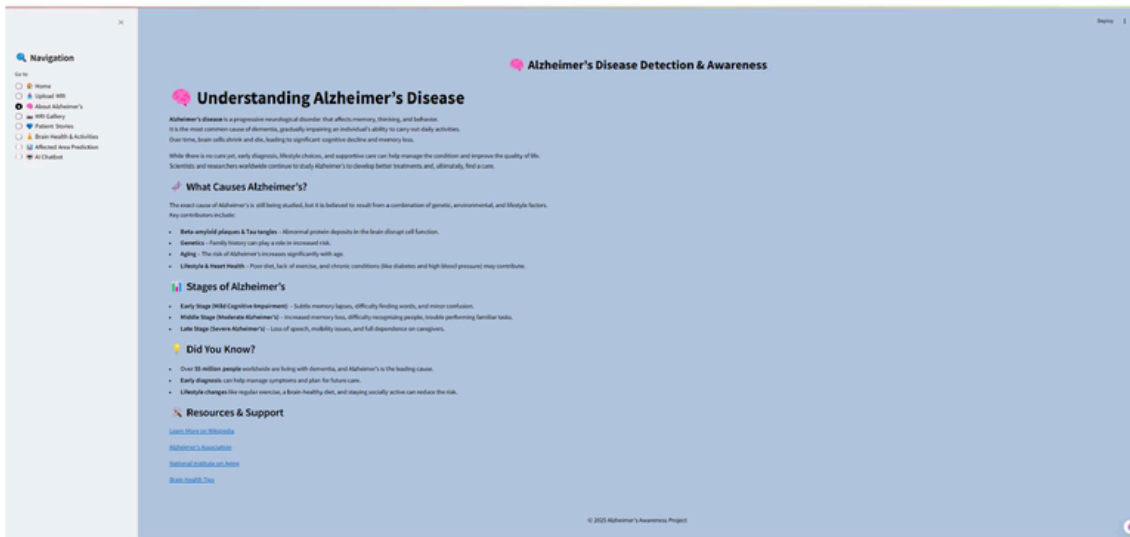 Deploy
Navigation
Go to
Home
Upload MRI
About Alzheimer's
MRI Gallery
Patient Stories
Brain Health & Activities
Affected Area Prediction
AI Chatbot
Alzheimer's Disease Detection & Awareness
Understanding Alzheimer's Disease
Alzheimer's disease is a progressive neurological disorder that affects memory, thinking, and behavior.
It is the most common cause of dementia, gradually impairing an individual's ability to carry out daily activities.
Over time, brain cells shrink and die, leading to significant cognitive decline and memory loss.
While there is no cure yet, early diagnosis, lifestyle choices, and supportive care can help manage the condition and improve the quality of life.
Scientists and researchers worldwide continue to study Alzheimer's to develop better treatments and, ultimately, find a cure.
What Causes Alzheimer's?
The exact cause of Alzheimer's is still being studied, but it is believed to result from a combination of genetic, environmental, and lifestyle factors.
Key contributors include:
• Beta-amyloid plaques & Tau tangles – Abnormal protein deposits in the brain disrupt cell function.
• Genetics – Family history can play a role in increased risk.
• Aging – The risk of Alzheimer's increases significantly with age.
• Lifestyle & Heart Health – Poor diet, lack of exercise, and chronic conditions (like diabetes and high blood pressure) may contribute.
Stages of Alzheimer's
• Early Stage (Mild Cognitive Impairment) – Subtle memory lapses, difficulty finding words, and minor confusion.
• Middle Stage (Moderate Alzheimer's) – Increased memory loss, difficulty recognizing people, trouble performing familiar tasks.
• Late Stage (Severe Alzheimer's) – Loss of speech, mobility issues, and full dependence on caregivers.
Did You Know?
• Over 55 million people worldwide are living with dementia, and Alzheimer's is the leading cause.
• Early diagnosis can help manage symptoms and plan for future care.
• Lifestyle changes like regular exercise, a brain-healthy diet, and staying socially active can reduce the risk.
Resources & Support
Learn More on Wikipedia
Alzheimer's Association
National Institute on Aging
Brain Health Tips
© 2025 Alzheimer's Awareness Project